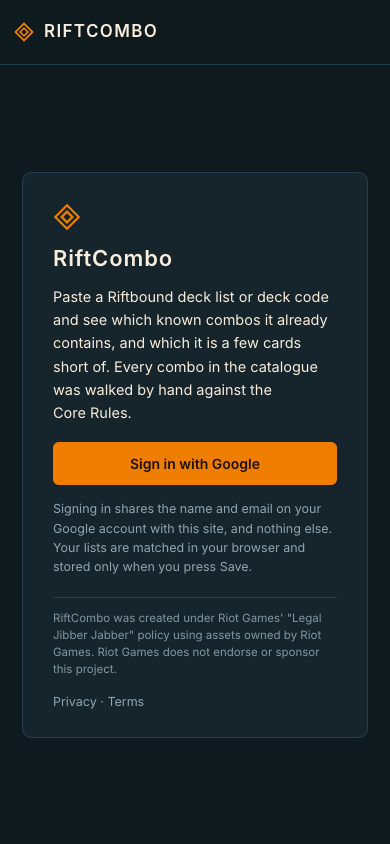 RIFTCOMBO
RiftCombo
Paste a Riftbound deck list or deck code
and see which known combos it already
contains, and which it is a few cards
short of. Every combo in the catalogue
was walked by hand against the
Core Rules.
Sign in with Google
Signing in shares the name and email on your
Google account with this site, and nothing else.
Your lists are matched in your browser and
stored only when you press Save.
RiftCombo was created under Riot Games' "Legal
Jibber Jabber" policy using assets owned by Riot
Games. Riot Games does not endorse or sponsor
this project.
Privacy · Terms